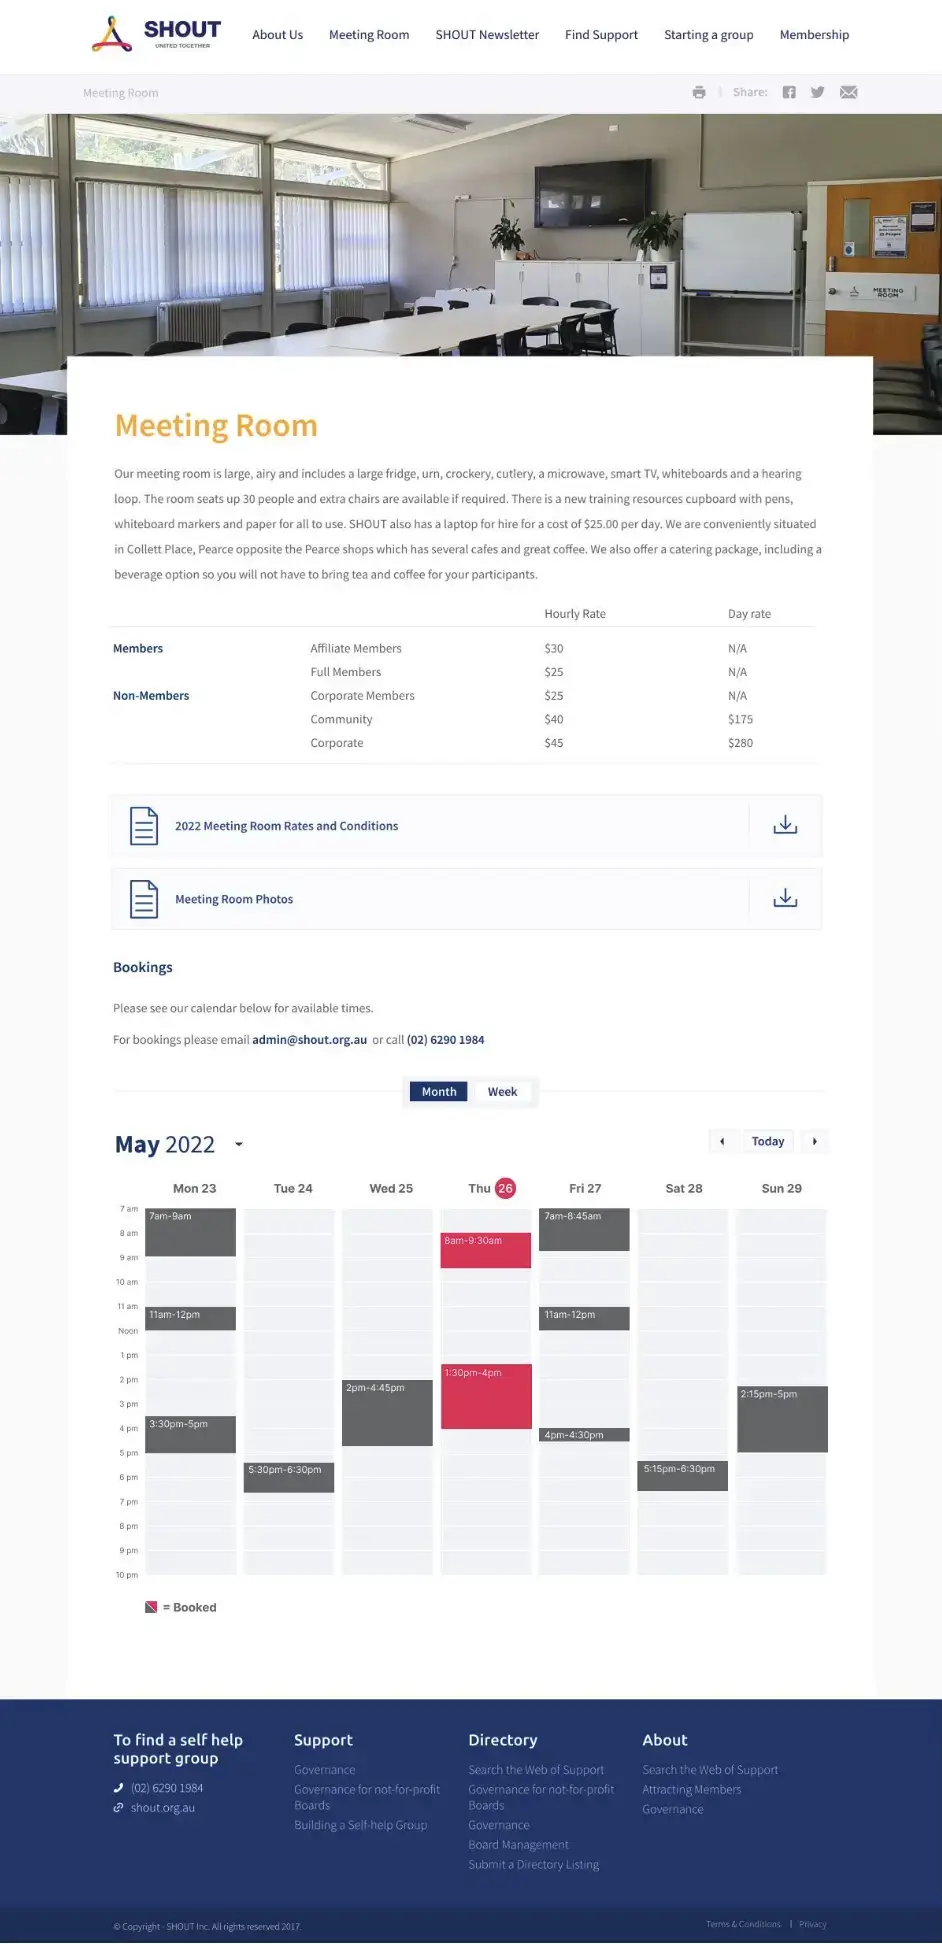 SHOUT
UNITED TOGETHER
About Us
Meeting Room
SHOUT Newsletter
Find Support
Starting a group
Membership
Meeting Room
Share:
MEETING
ROOM
Meeting Room
Our meeting room is large, airy and includes a large fridge, urn, crockery, cutlery, a microwave, smart TV, whiteboards and a hearing
loop. The room seats up 30 people and extra chairs are available if required. There is a new training resources cupboard with pens,
whiteboard markers and paper for all to use. SHOUT also has a laptop for hire for a cost of $25.00 per day. We are conveniently situated
in Collett Place, Pearce opposite the Pearce shops which has several cafes and great coffee. We also offer a catering package, including a
beverage option so you will not have to bring tea and coffee for your participants.
Hourly Rate Day rate
Members Affiliate Members $30 N/A
Full Members $25 N/A
Non-Members Corporate Members $25 N/A
Community $40 $175
Corporate $45 $280
2022 Meeting Room Rates and Conditions
Meeting Room Photos
Bookings
Please see our calendar below for available times.
For bookings please email admin@shout.org.au or call (02) 6290 1984
Month Week
May 2022
Today
Mon 23 Tue 24 Wed 25 Thu 26 Fri 27 Sat 28 Sun 29
7 am
7am-9am
7am-8:45am
8 am
8am-9:30am
9 am
10 am
11 am
11am-12pm
11am-12pm
Noon
1 pm
1:30pm-4pm
2 pm
2pm-4:45pm
2:15pm-5pm
3 pm
3:30pm-5pm
4 pm
4pm-4:30pm
5 pm
5:30pm-6:30pm
5:15pm-6:30pm
6 pm
7 pm
8 pm
9 pm
10 pm
= Booked
To find a self help
support group
(02) 6290 1984
shout.org.au
Support
Governance
Governance for not-for-profit
Boards
Building a Self-help Group
Directory
Search the Web of Support
Governance for not-for-profit
Boards
Governance
Board Management
Submit a Directory Listing
About
Search the Web of Support
Attracting Members
Governance
© Copyright - SHOUT Inc. All rights reserved 2017.
Terms & Conditions | Privacy